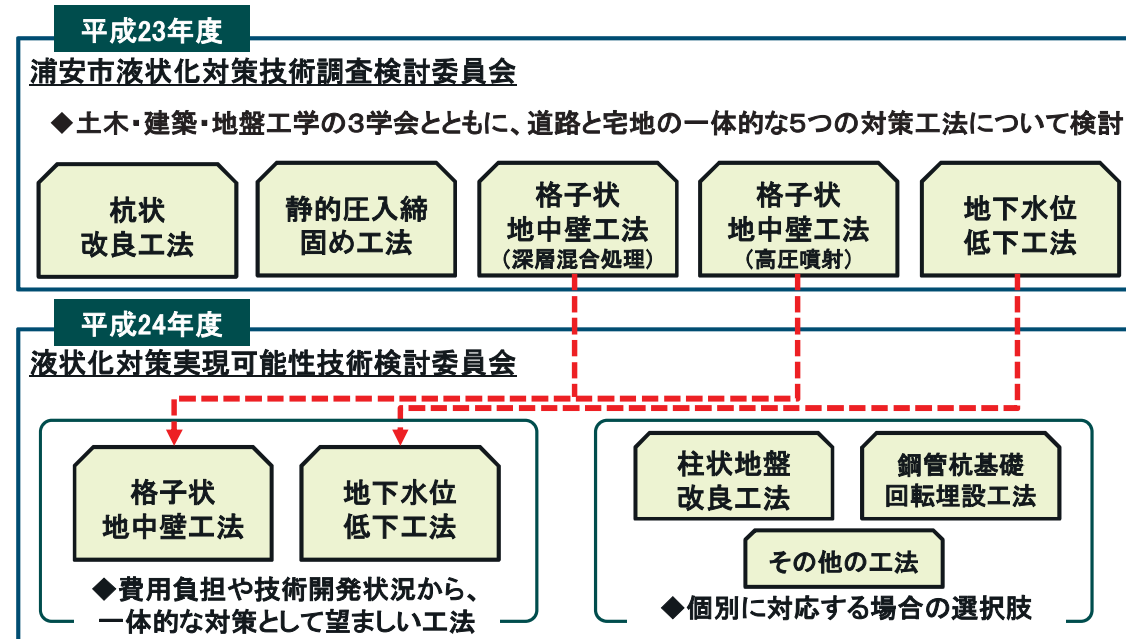 平成23年度
浦安市液状化対策技術調査検討委員会
◆土木・建築・地盤工学の3学会とともに、道路と宅地の一体的な5つの対策工法について検討
杭状
改良工法
静的圧入締
固め工法
格子状
地中壁工法
(深層混合処理)
格子状
地中壁工法
(高圧噴射)
地下水位
低下工法
平成24年度
液状化対策実現可能性技術検討委員会
格子状
地中壁工法
地下水位
低下工法
◆費用負担や技術開発状況から、
一体的な対策として望ましい工法
柱状地盤
改良工法
鋼管杭基礎
回転埋設工法
その他の工法
◆個別に対応する場合の選択肢